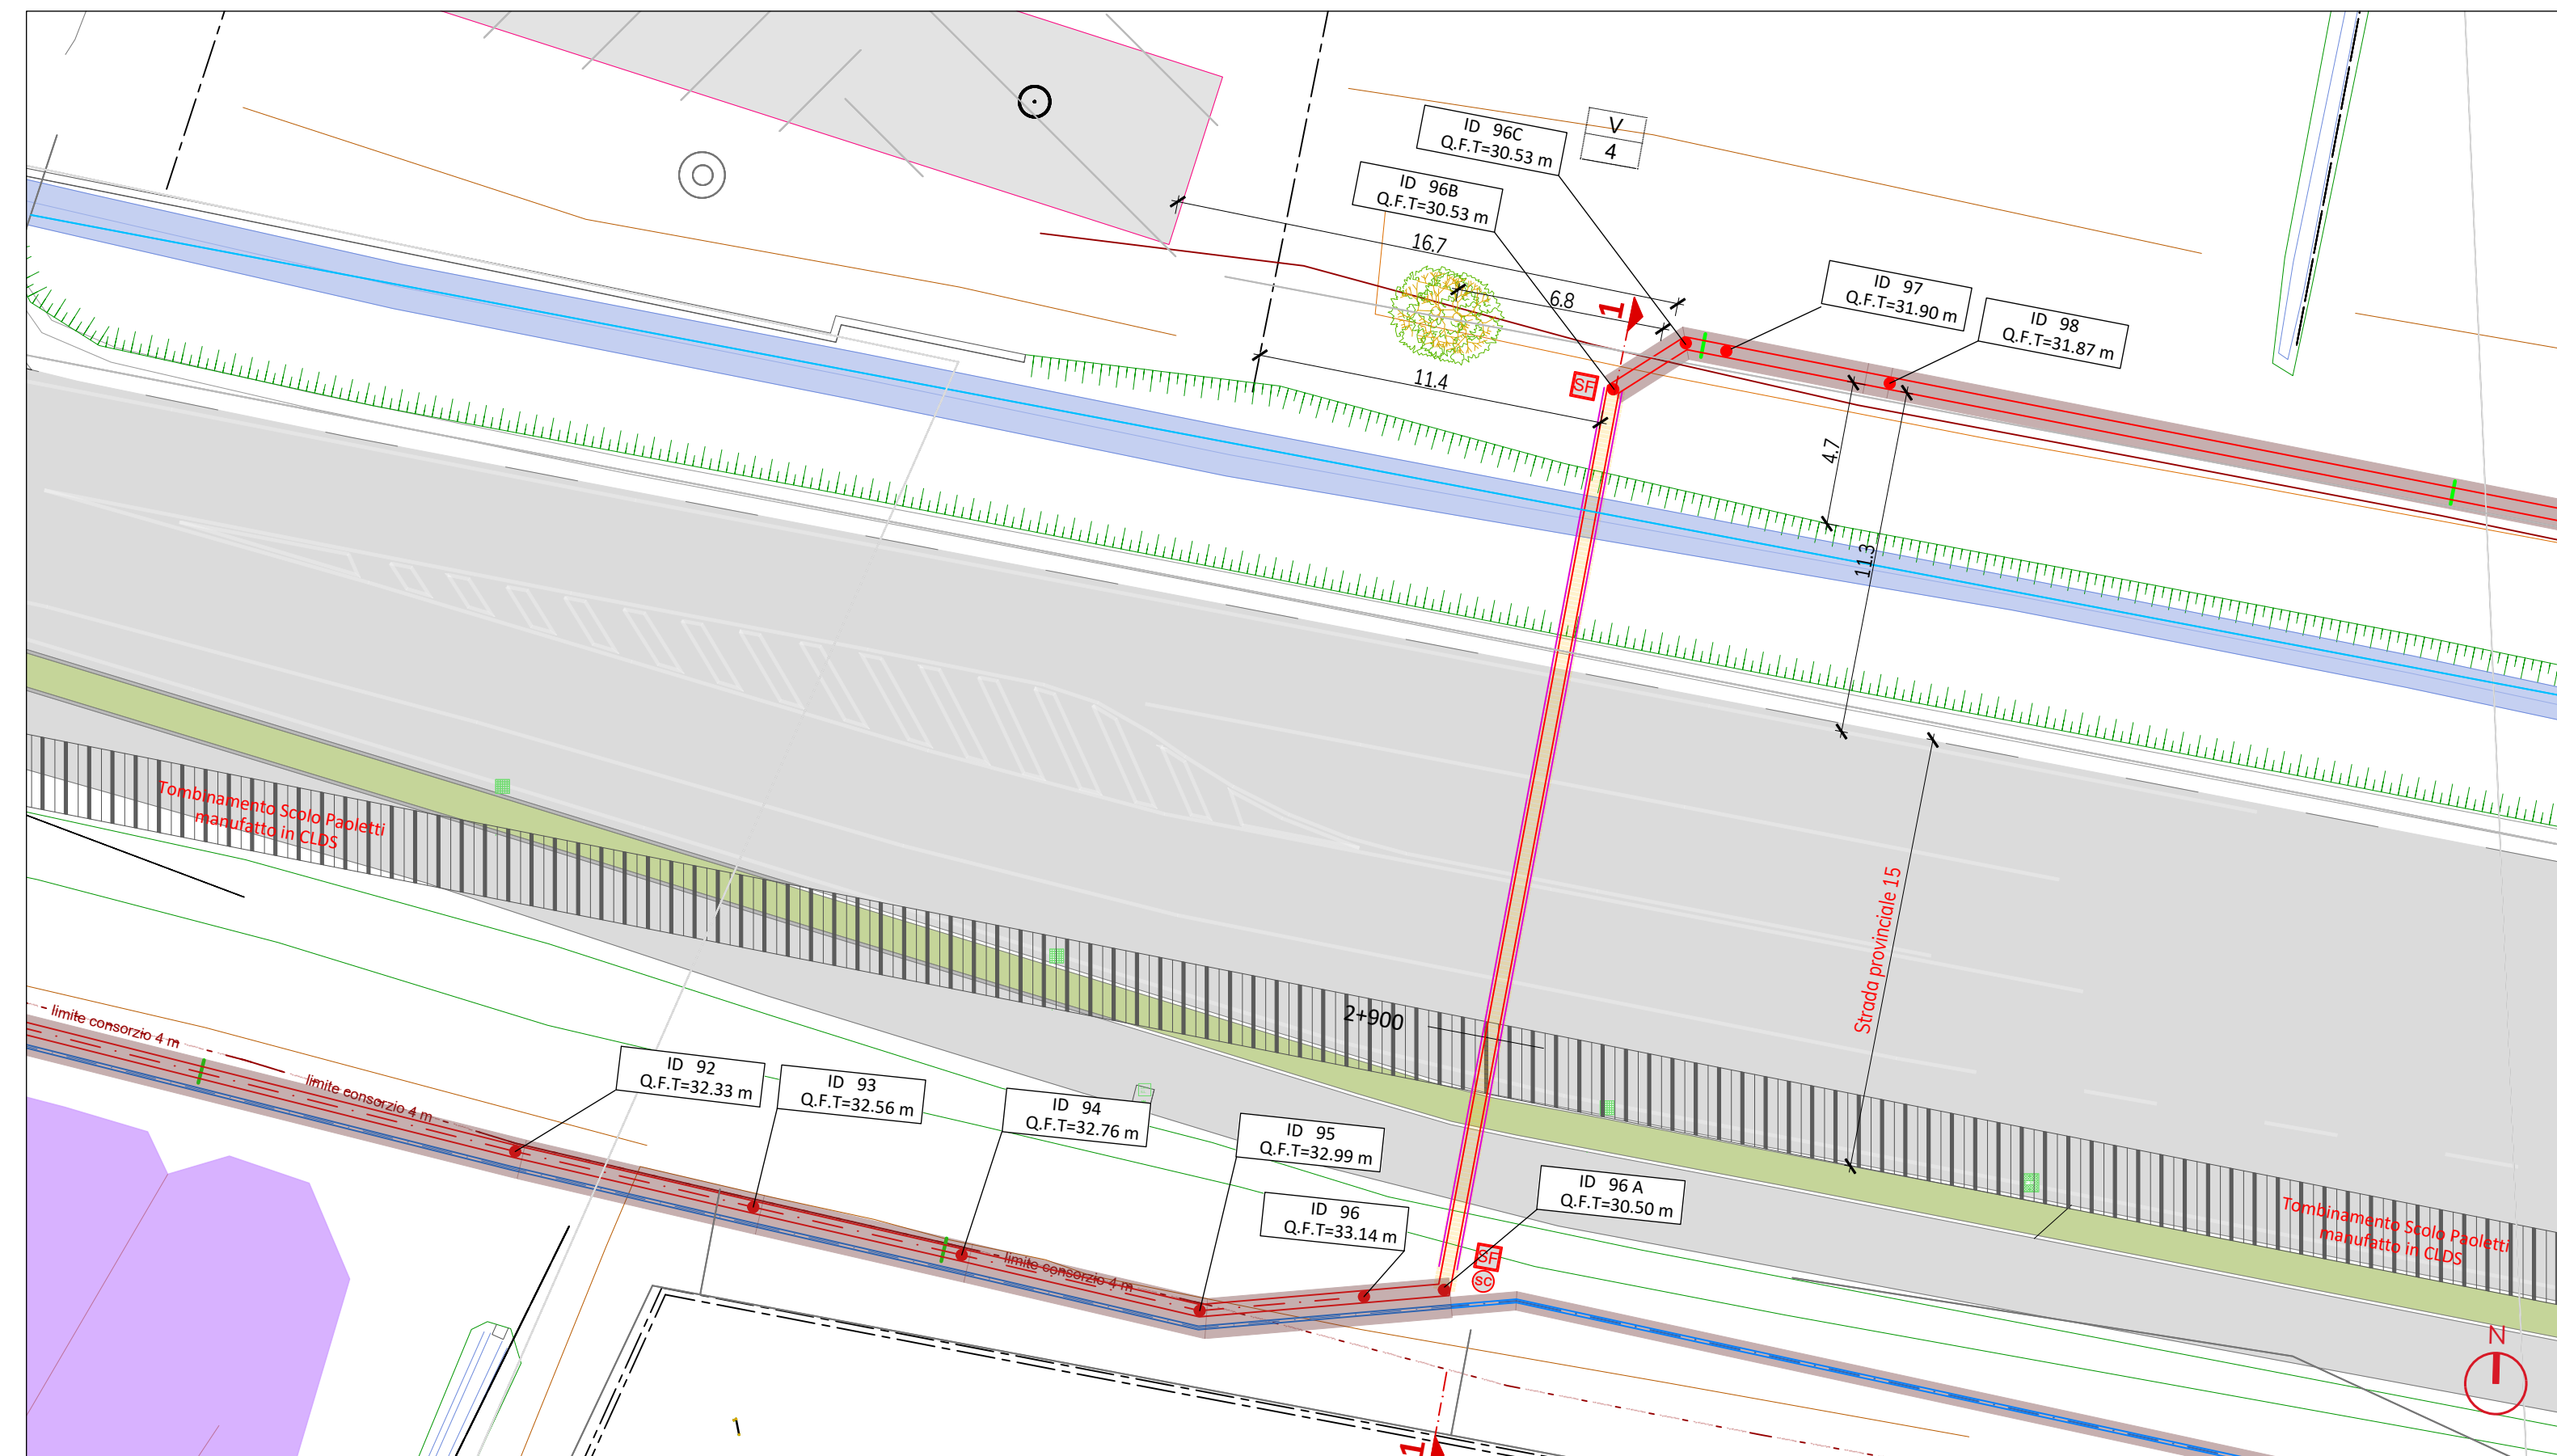 ID 96C
Q.F.T=30.53 m
V
4
ID 96B
Q.F.T=30.53 m
16.7
6.8
1
ID 97
Q.F.T=31.90 m
ID 98
Q.F.T=31.87 m
11.4
SF
4.7
11.3
Tombinamento Scolo Paoletti
manufatto in CLDS
Strada provinciale 15
2+900
limite consorzio 4 m
limite consorzio 4 m
ID 92
Q.F.T=32.33 m
ID 93
Q.F.T=32.56 m
ID 94
Q.F.T=32.76 m
ID 95
Q.F.T=32.99 m
ID 96
Q.F.T=33.14 m
ID 96 A
Q.F.T=30.50 m
SF
SC
limite consorzio 4 m
Tombinamento Scolo Paoletti
manufatto in CLDS
N
1